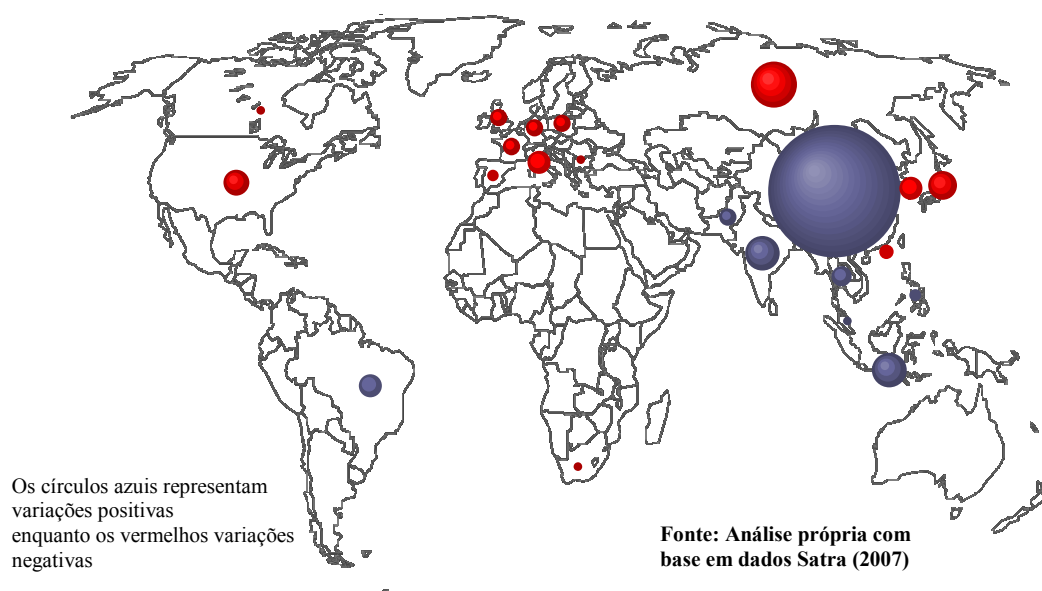 Os círculos azuis representam
variações positivas
enquanto os vermelhos variações
negativas
Fonte: Análise própria com
base em dados Satra (2007)